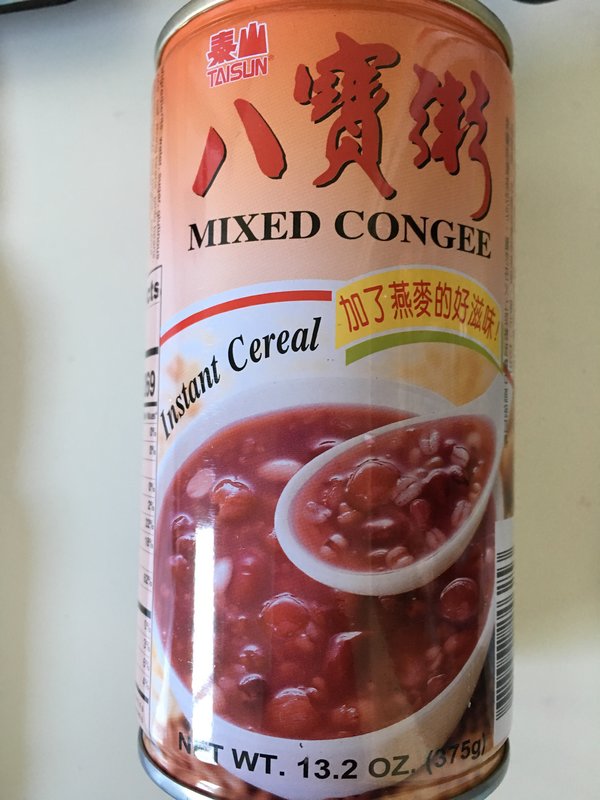 泰山
TAISUN
八寶粥
MIXED CONGEE
加了燕麥的好滋味!
Instant Cereal
NET WT. 13.2 OZ. (375g)